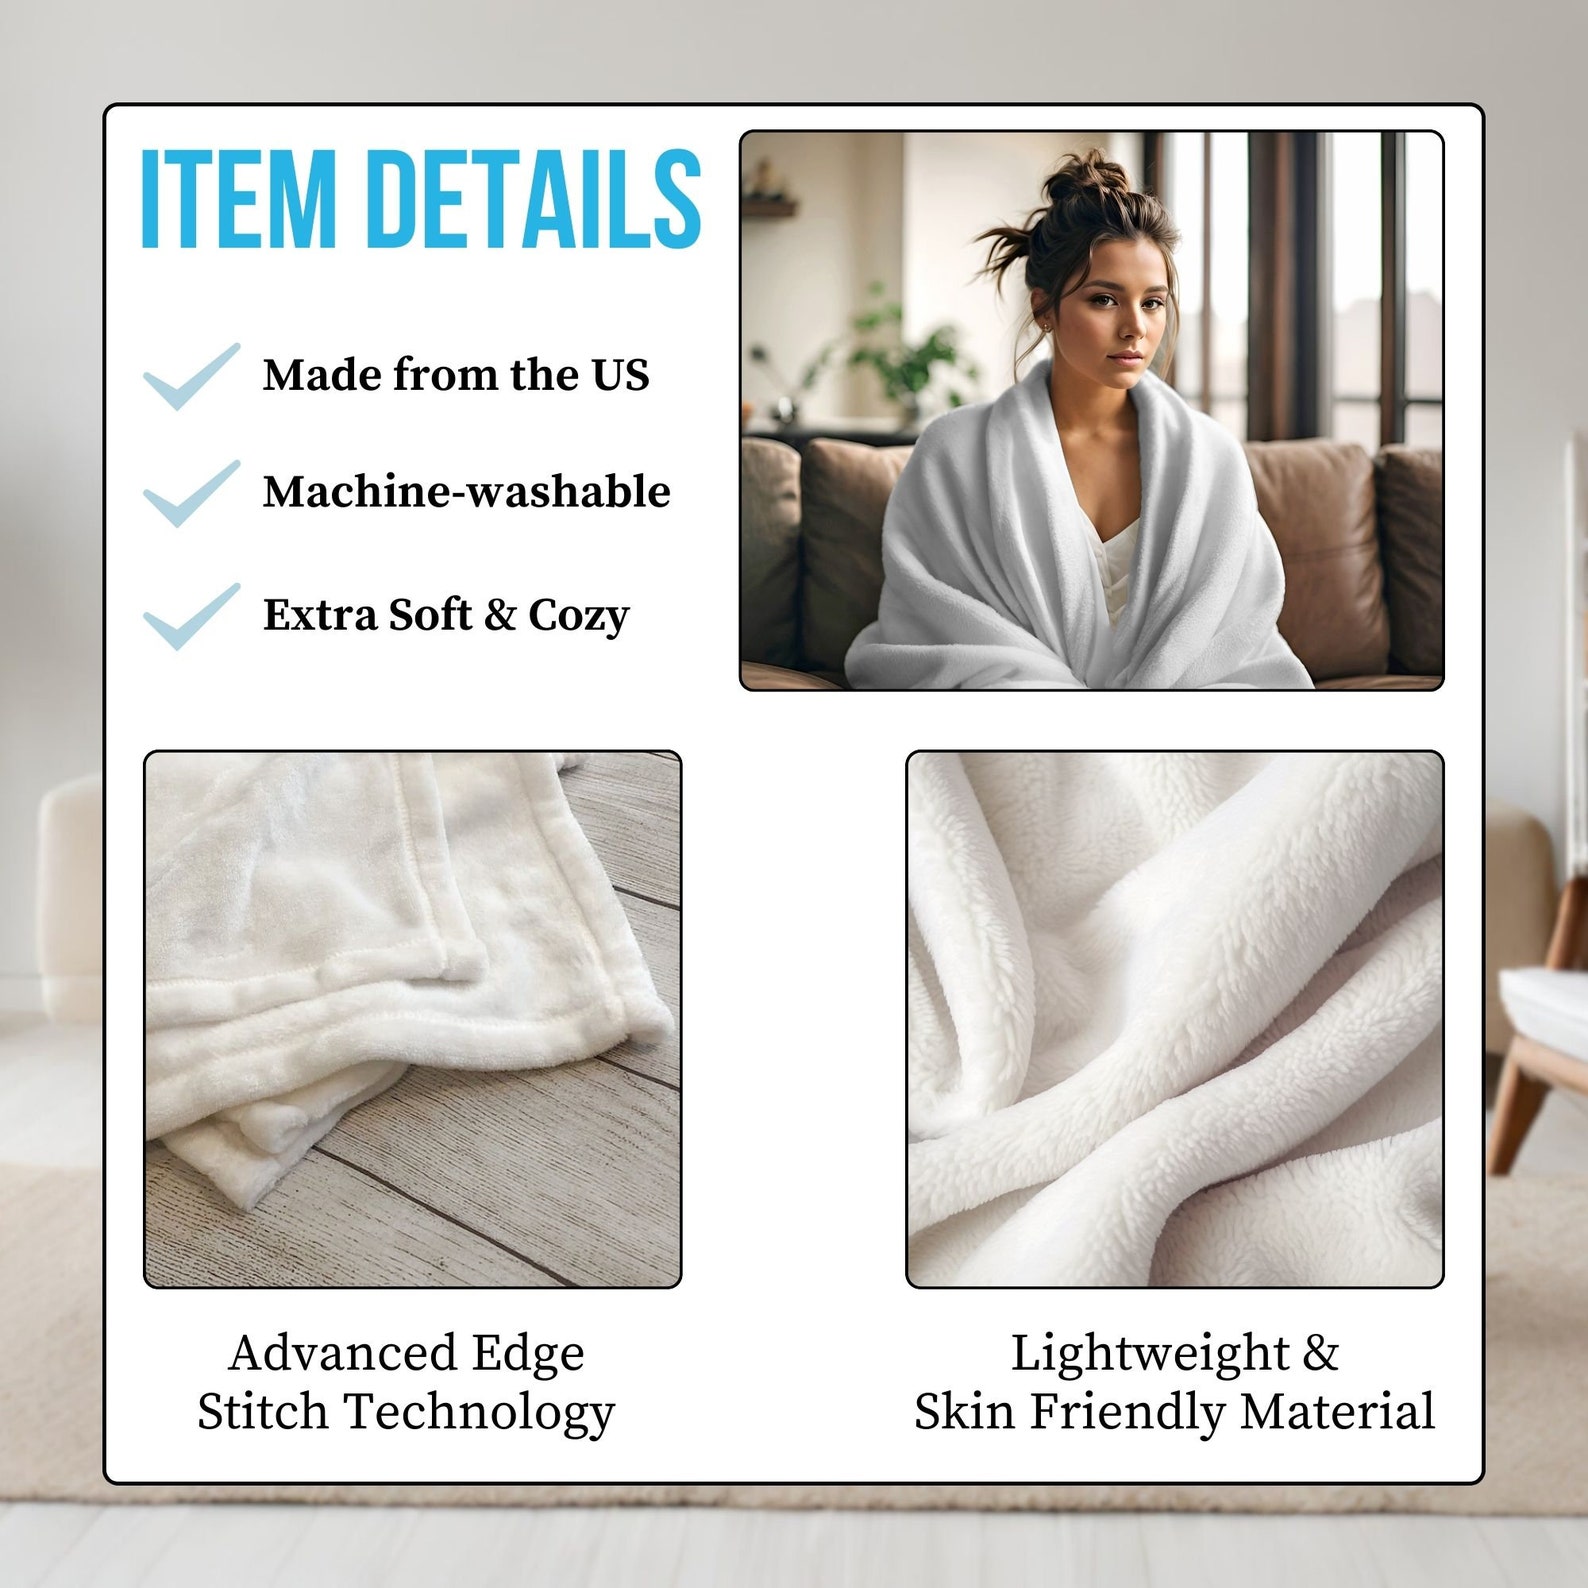 ITEM DETAILS
Made from the US
Machine-washable
Extra Soft & Cozy
Advanced Edge
Stitch Technology
Lightweight &
Skin Friendly Material